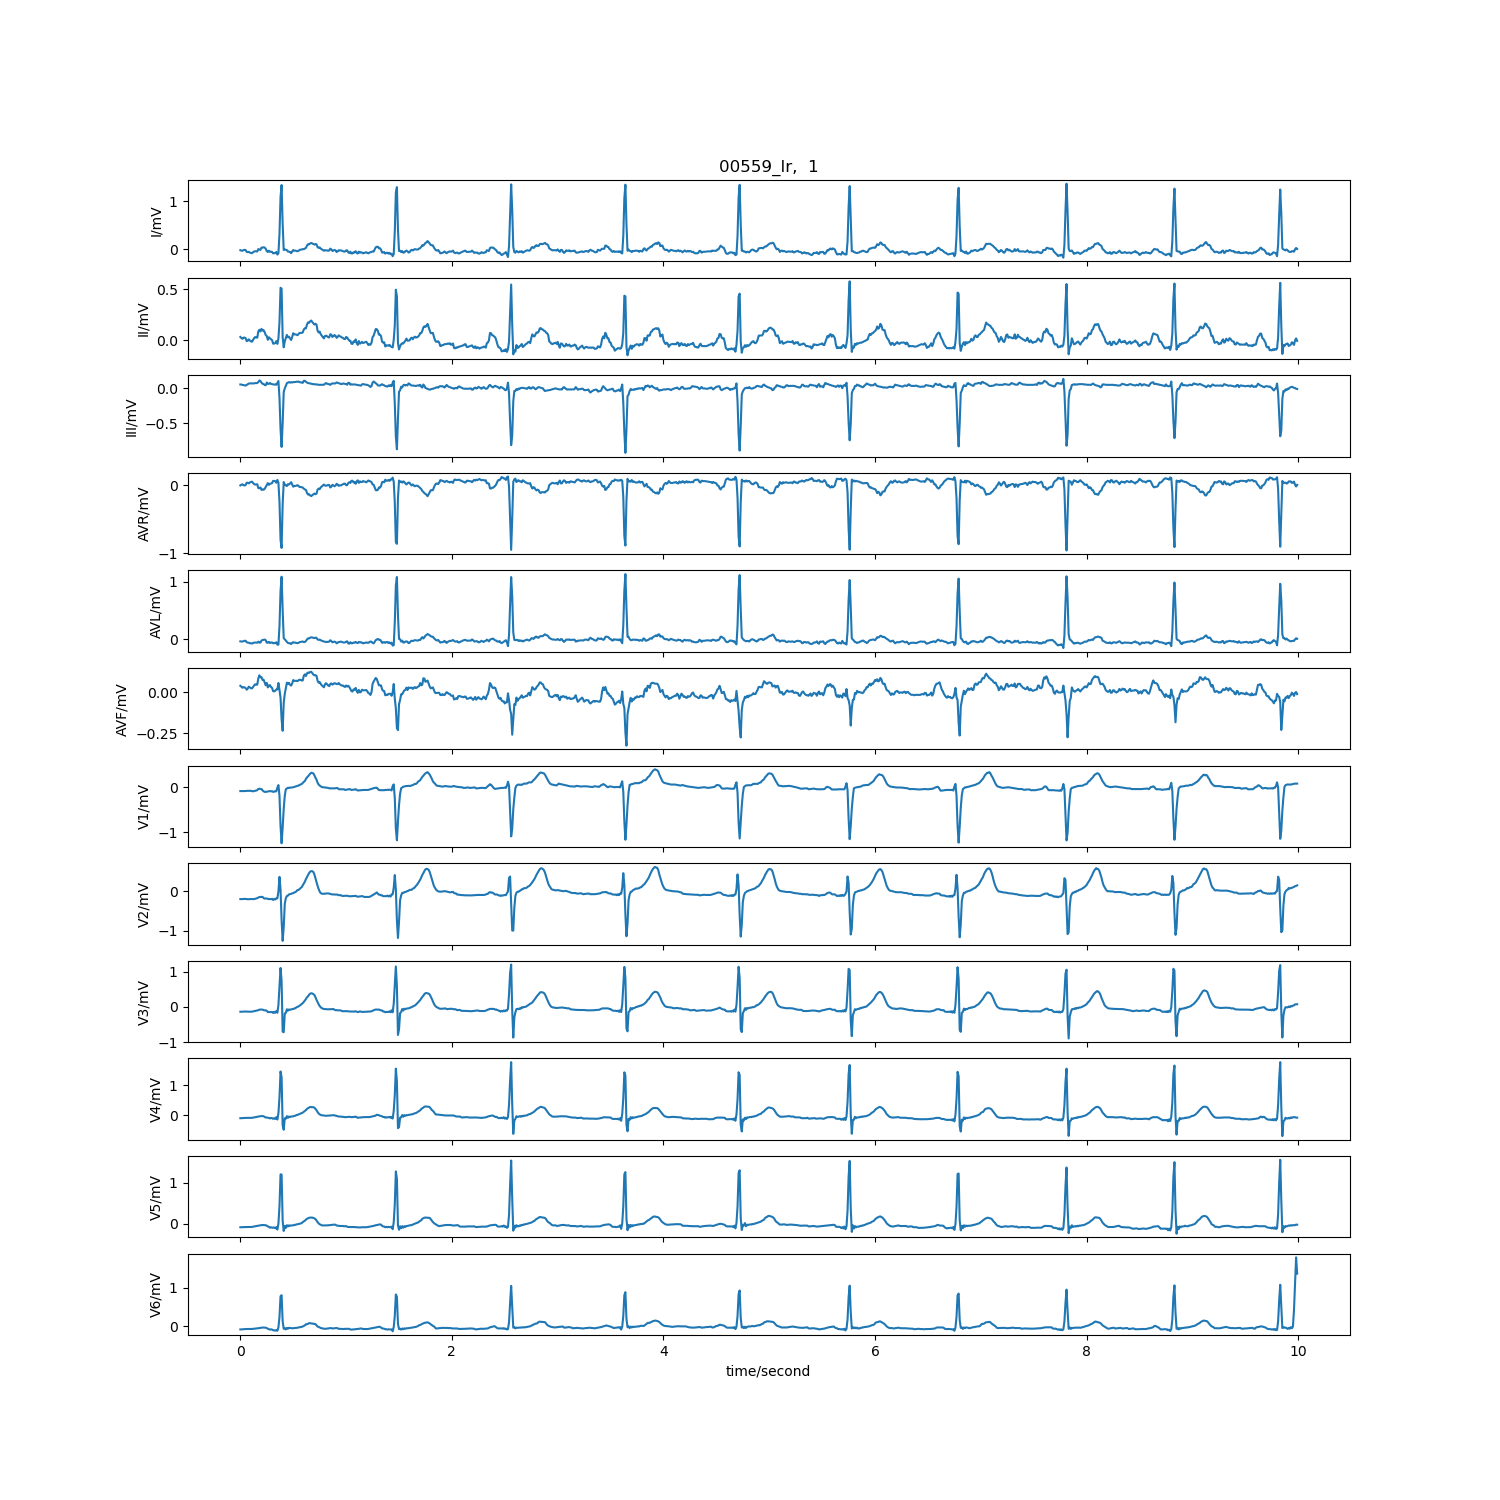 00559_lr,  1
I/mV
1
0
II/mV
0.5
0.0
III/mV
0.0
−0.5
AVR/mV
0
−1
AVL/mV
1
0
AVF/mV
0.00
−0.25
V1/mV
0
−1
V2/mV
0
−1
V3/mV
1
0
−1
V4/mV
1
0
V5/mV
1
0
V6/mV
1
0
0 2 4 6 8 10
time/second